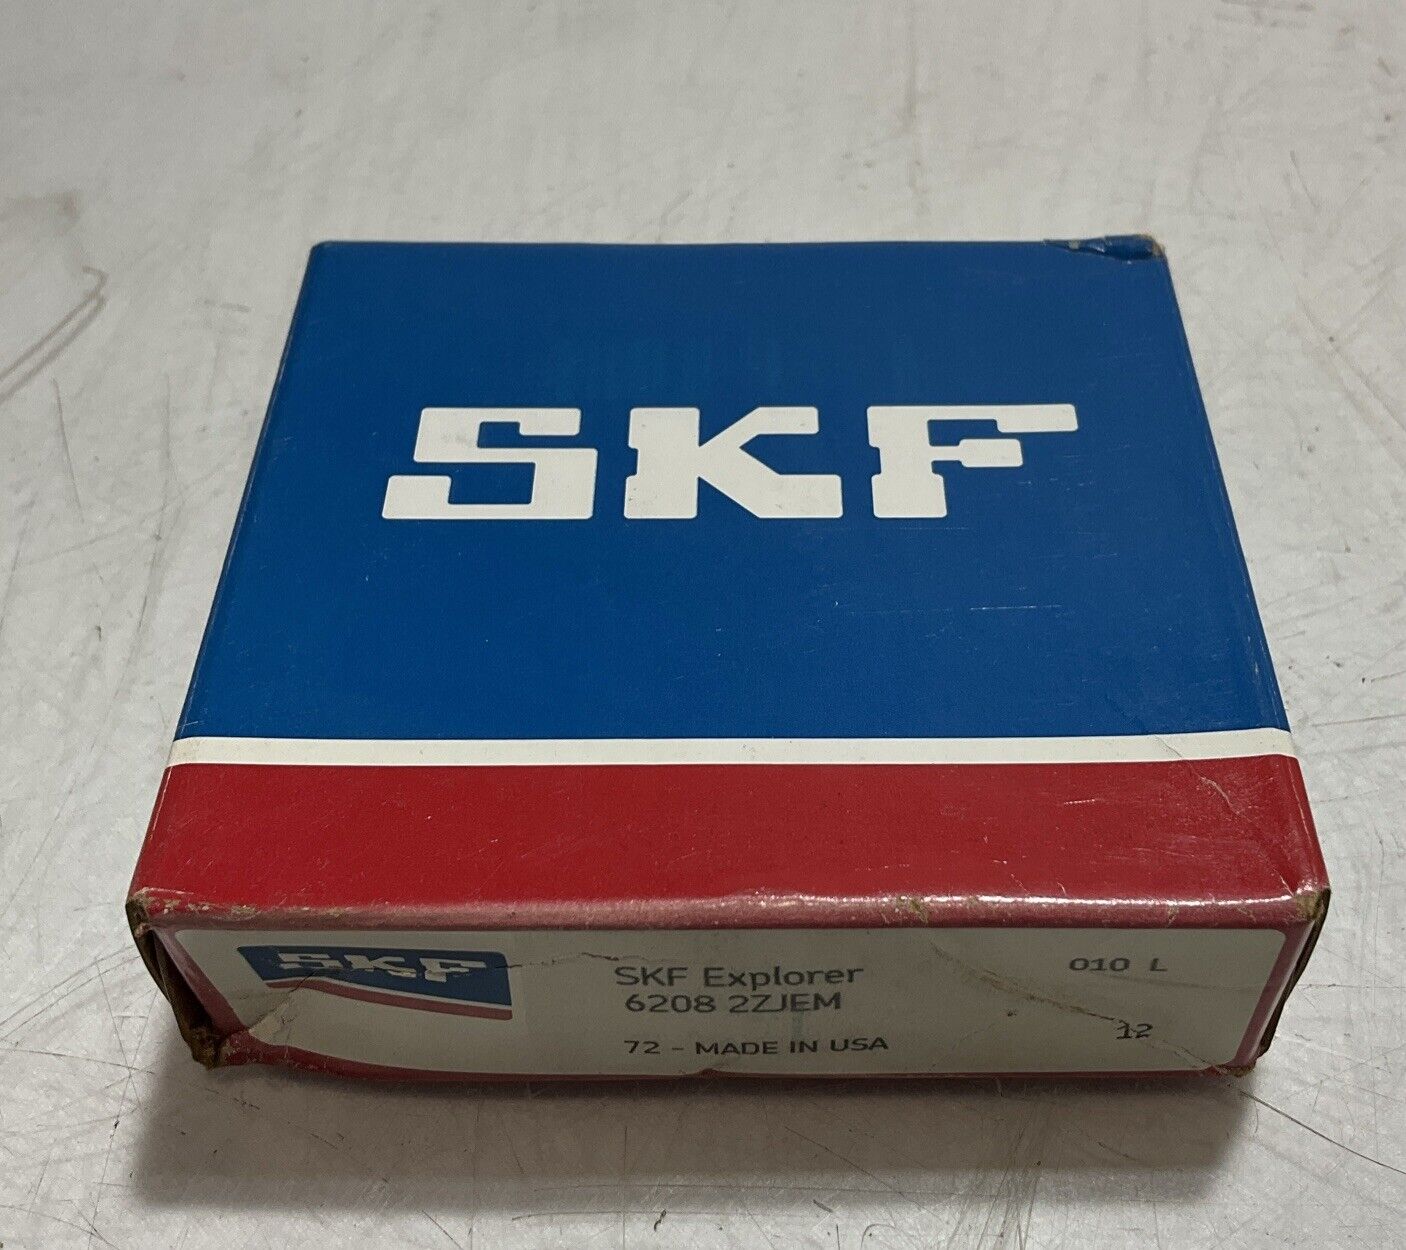 SKF
SKF
SKF Explorer
6208 2ZJEM
72 - MADE IN USA
010 L
12